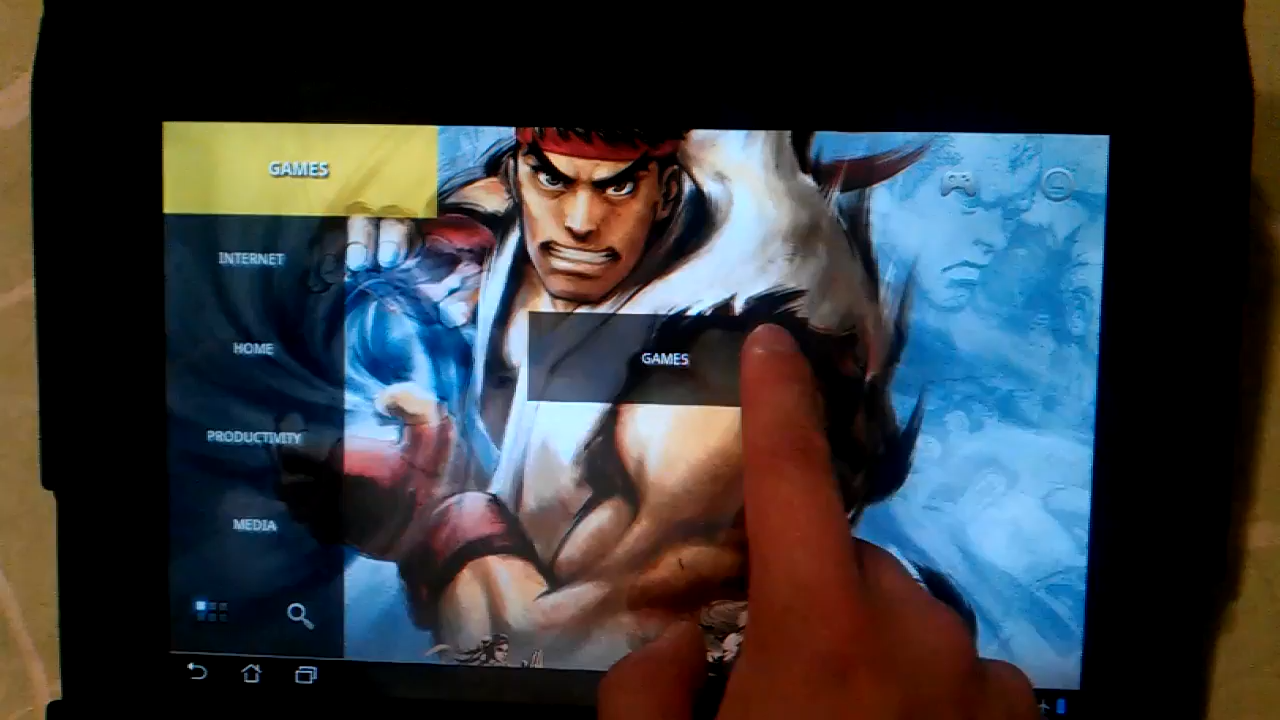 GAMES
INTERNET
HOME
GAMES
PRODUCTIVITY
MEDIA